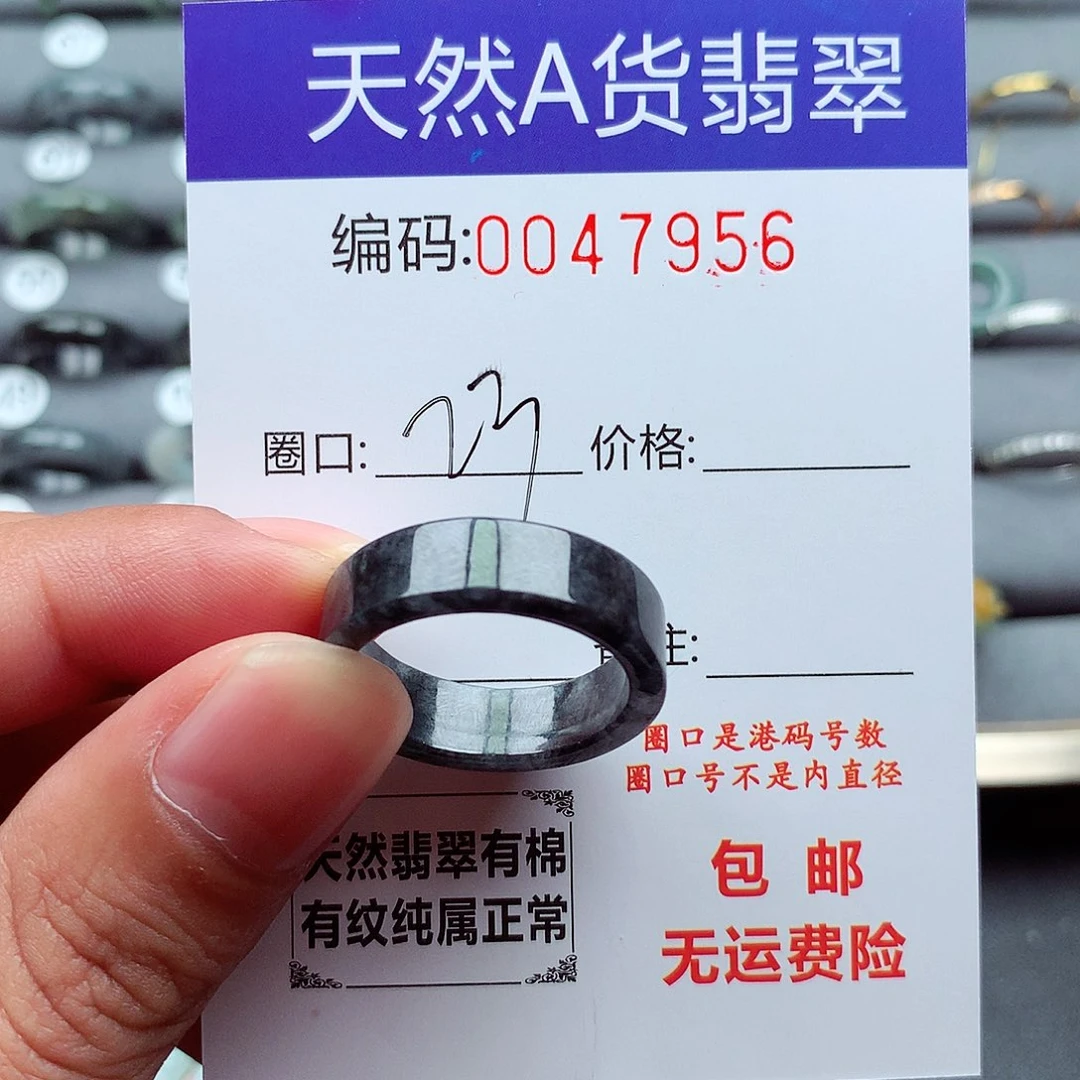 天然A货翡翠
编码:0047956
圈口: 23 价格:
注:
圈口是港码号数
圈口号不是内直径
天然翡翠有棉
有纹纯属正常
包邮
无运费险